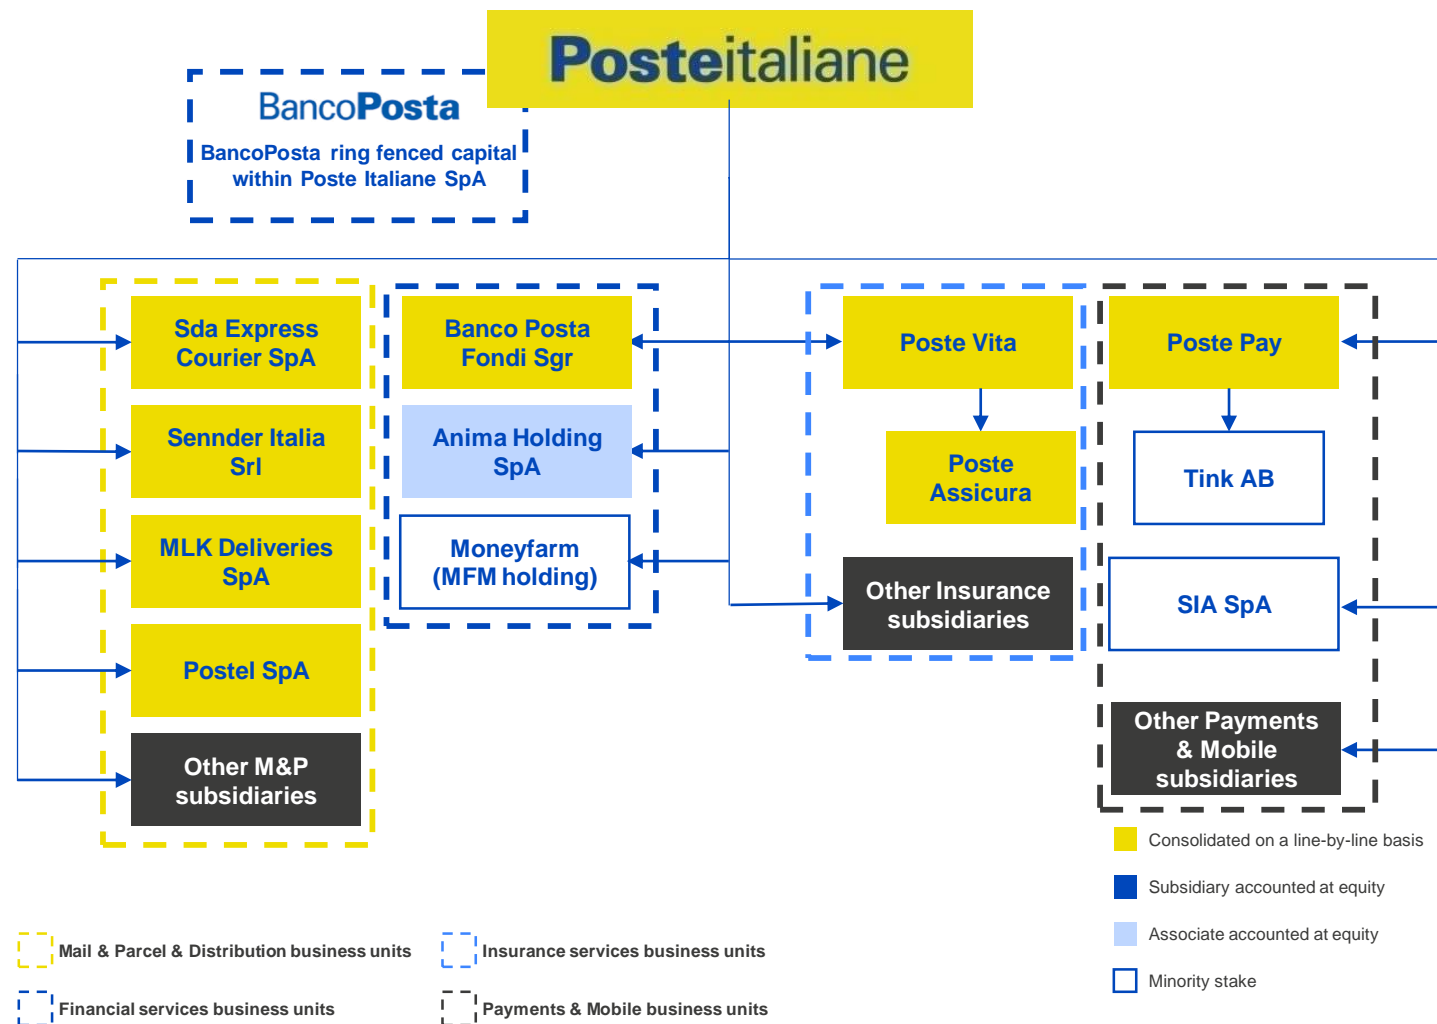 Posteitaliane
BancoPosta
BancoPosta ring fenced capital
within Poste Italiane SpA
Sda Express
Courier SpA
Sennder Italia
Srl
MLK Deliveries
SpA
Postel SpA
Other M&P
subsidiaries
Banco Posta
Fondi Sgr
Anima Holding
SpA
Moneyfarm
(MFM holding)
Poste Vita
Poste
Assicura
Other Insurance
subsidiaries
Poste Pay
Tink AB
SIA SpA
Other Payments
& Mobile
subsidiaries
Consolidated on a line-by-line basis
Subsidiary accounted at equity
Associate accounted at equity
Minority stake
Mail & Parcel & Distribution business units
Insurance services business units
Financial services business units
Payments & Mobile business units